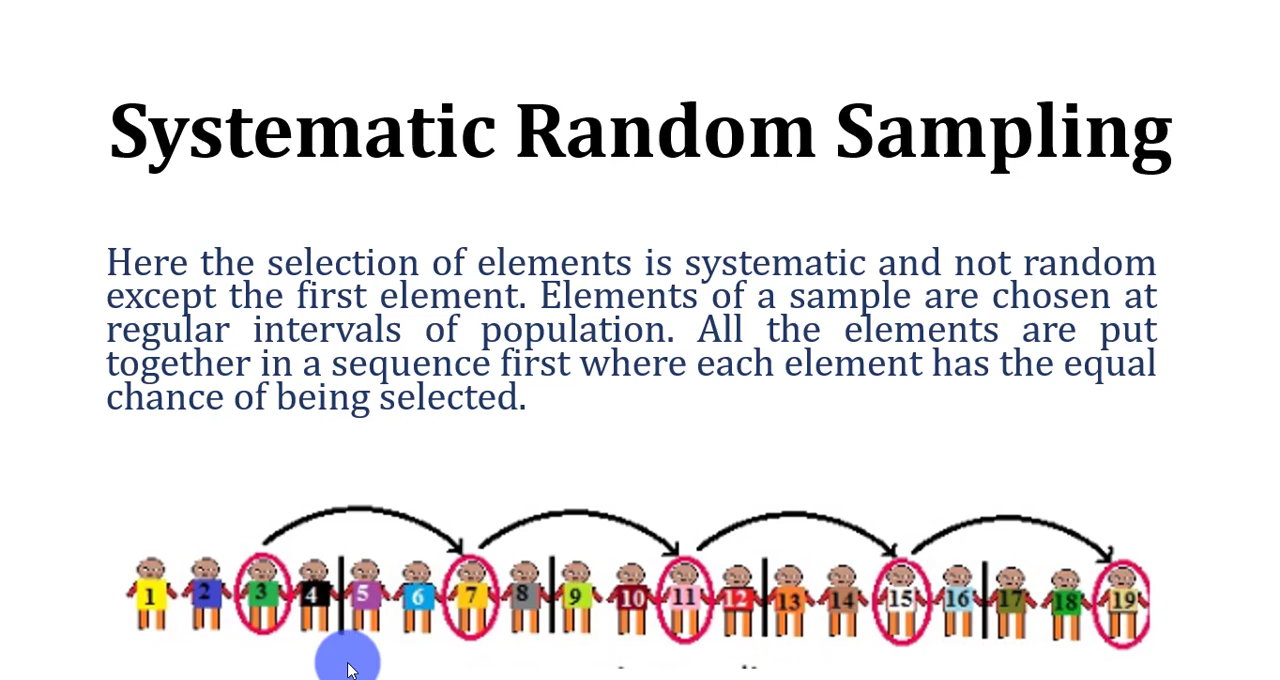 Systematic Random Sampling
Here the selection of elements is systematic and not random
except the first element. Elements of a sample are chosen at
regular intervals of population. All the elements are put
together in a sequence first where each element has the equal
chance of being selected.
1 2 3 4 5 6 7 8 9 10 11 12 13 14 15 16 17 18 19